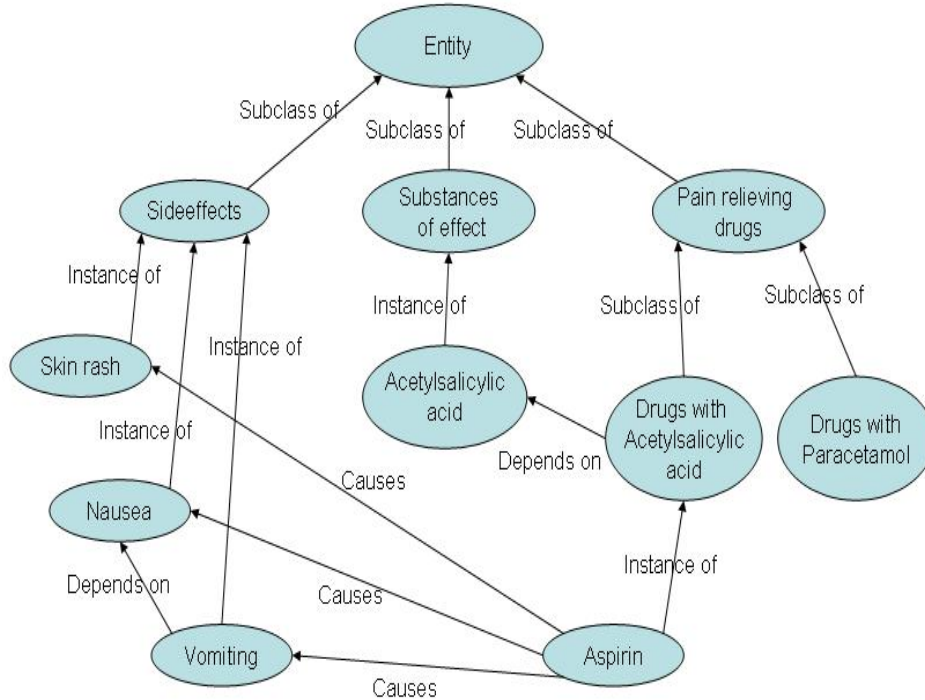 Entity
Subclass of
Subclass of
Subclass of
Sideeffects
Substances
of effect
Pain relieving
drugs
Instance of
Instance of
Subclass of
Subclass of
Instance of
Skin rash
Acetylsalicylic
acid
Drugs with
Acetylsalicylic
acid
Drugs with
Paracetamol
Instance of
Depends on
Causes
Nausea
Instance of
Depends on
Causes
Vomiting
Aspirin
Causes